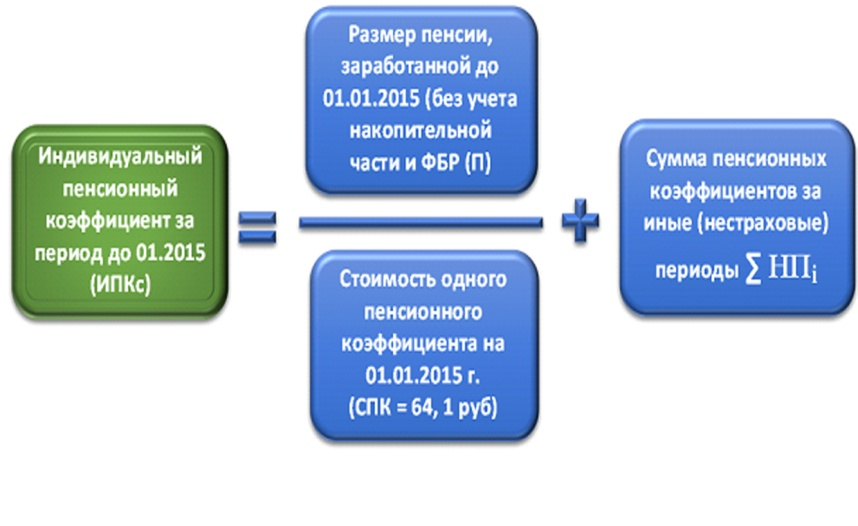 Индивидуальный
пенсионный
коэффициент за
период до 01.2015
(ИПКс)
=
Размер пенсии,
заработанной до
01.01.2015 (без учета
накопительной
части и ФБР (П)
Стоимость одного
пенсионного
коэффициента на
01.01.2015 г.
(СПК = 64, 1 руб)
+
Сумма пенсионных
коэффициентов за
иные (нестраховые)
периоды ∑ НПi